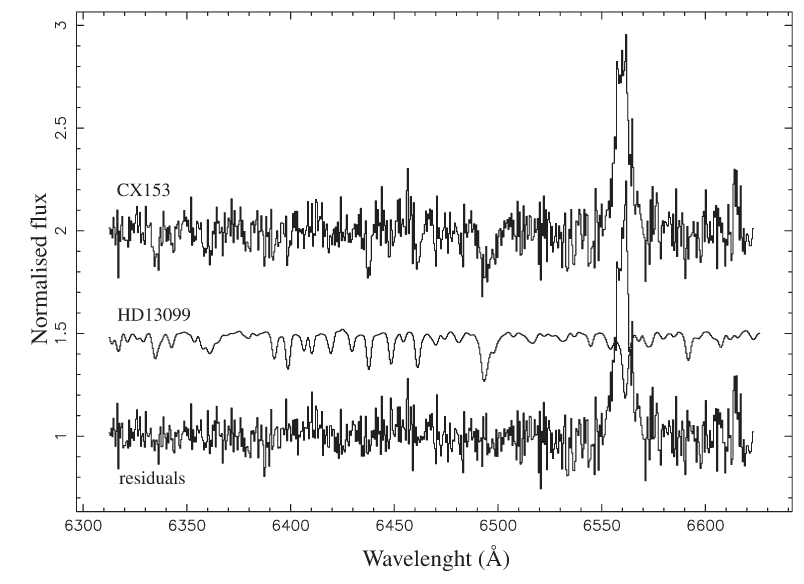 3
2.5
CX153
2
Normalised flux
HD13099
1.5
1
residuals
6300 6350 6400 6450 6500 6550 6600
Wavelenght (Å)